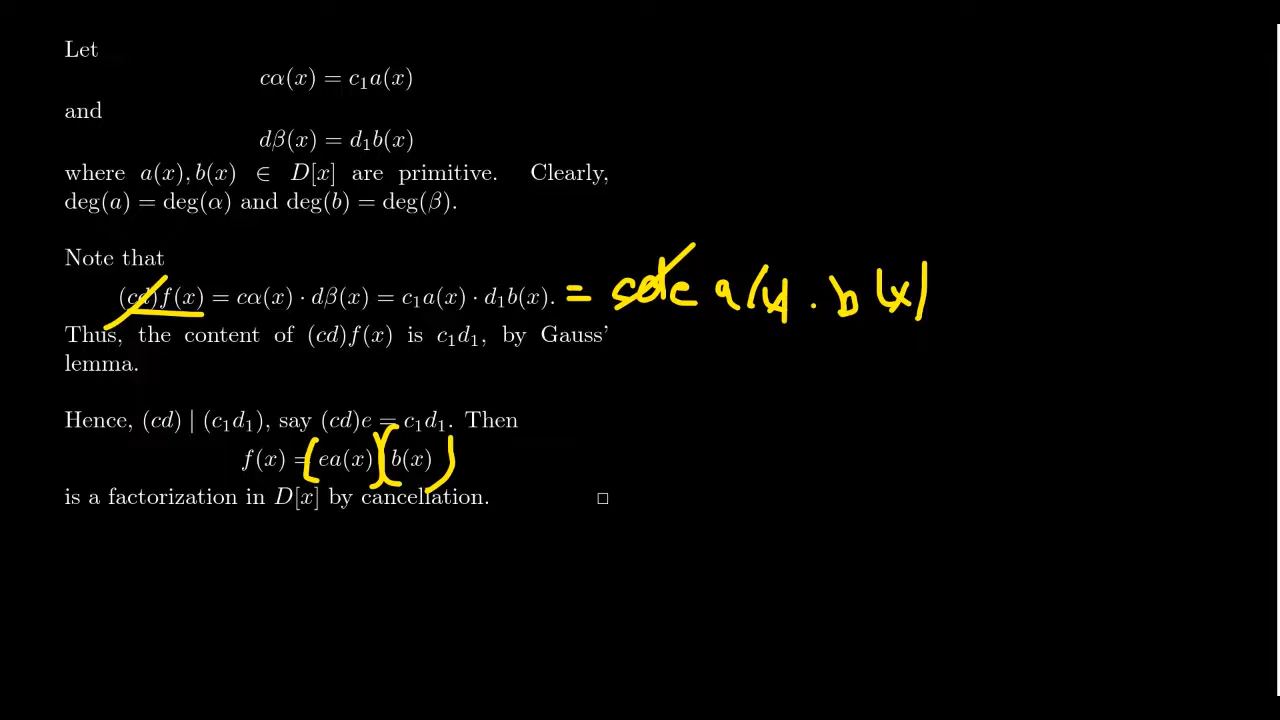 Let
cα(x) = c₁a(x)
and
dβ(x) = d₁b(x)
where a(x), b(x) ∈ D[x] are primitive. Clearly,
deg(a) = deg(α) and deg(b) = deg(β).
Note that
(cd)f(x) = cα(x) · dβ(x) = c₁a(x) · d₁b(x). = cde a(x) · b(x)
Thus, the content of (cd)f(x) is c₁d₁, by Gauss'
lemma.
Hence, (cd) | (c₁d₁), say (cd)e = c₁d₁. Then
f(x) = (ea(x))(b(x))
is a factorization in D[x] by cancellation. □